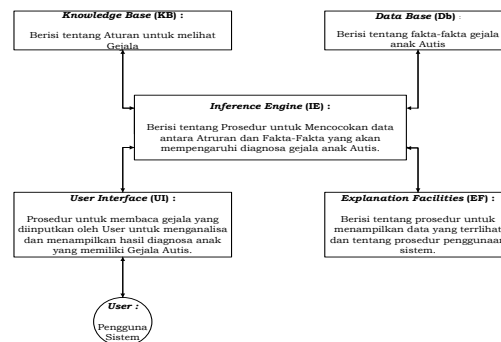 Knowledge Base (KB) :
Berisi tentang Aturan untuk melihat
Gejala
Data Base (Db) :
Berisi tentang fakta-fakta gejala
anak Autis
Inference Engine (IE) :
Berisi tentang Prosedur untuk Mencocokan data
antara Atruran dan Fakta-Fakta yang akan
mempengaruhi diagnosa gejala anak Autis.
User Interface (UI) :
Prosedur untuk membaca gejala yang
diinputkan oleh User untuk menganalisa
dan menampilkan hasil diagnosa anak
yang memiliki Gejala Autis.
Explanation Facilities (EF) :
Berisi tentang prosedur untuk
menampilkan data yang terrlihat
dan tentang prosedur penggunaan
sistem.
User :
Pengguna
Sistem